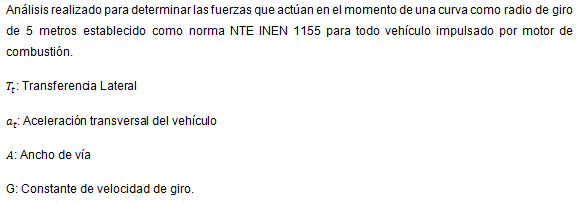 Análisis realizado para determinar las fuerzas que actúan en el momento de una curva como radio de giro
de 5 metros establecido como norma NTE INEN 1155 para todo vehículo impulsado por motor de
combustión.
𝑇ₜ: Transferencia Lateral
𝑎ₜ: Aceleración transversal del vehículo
𝐴: Ancho de vía
G: Constante de velocidad de giro.